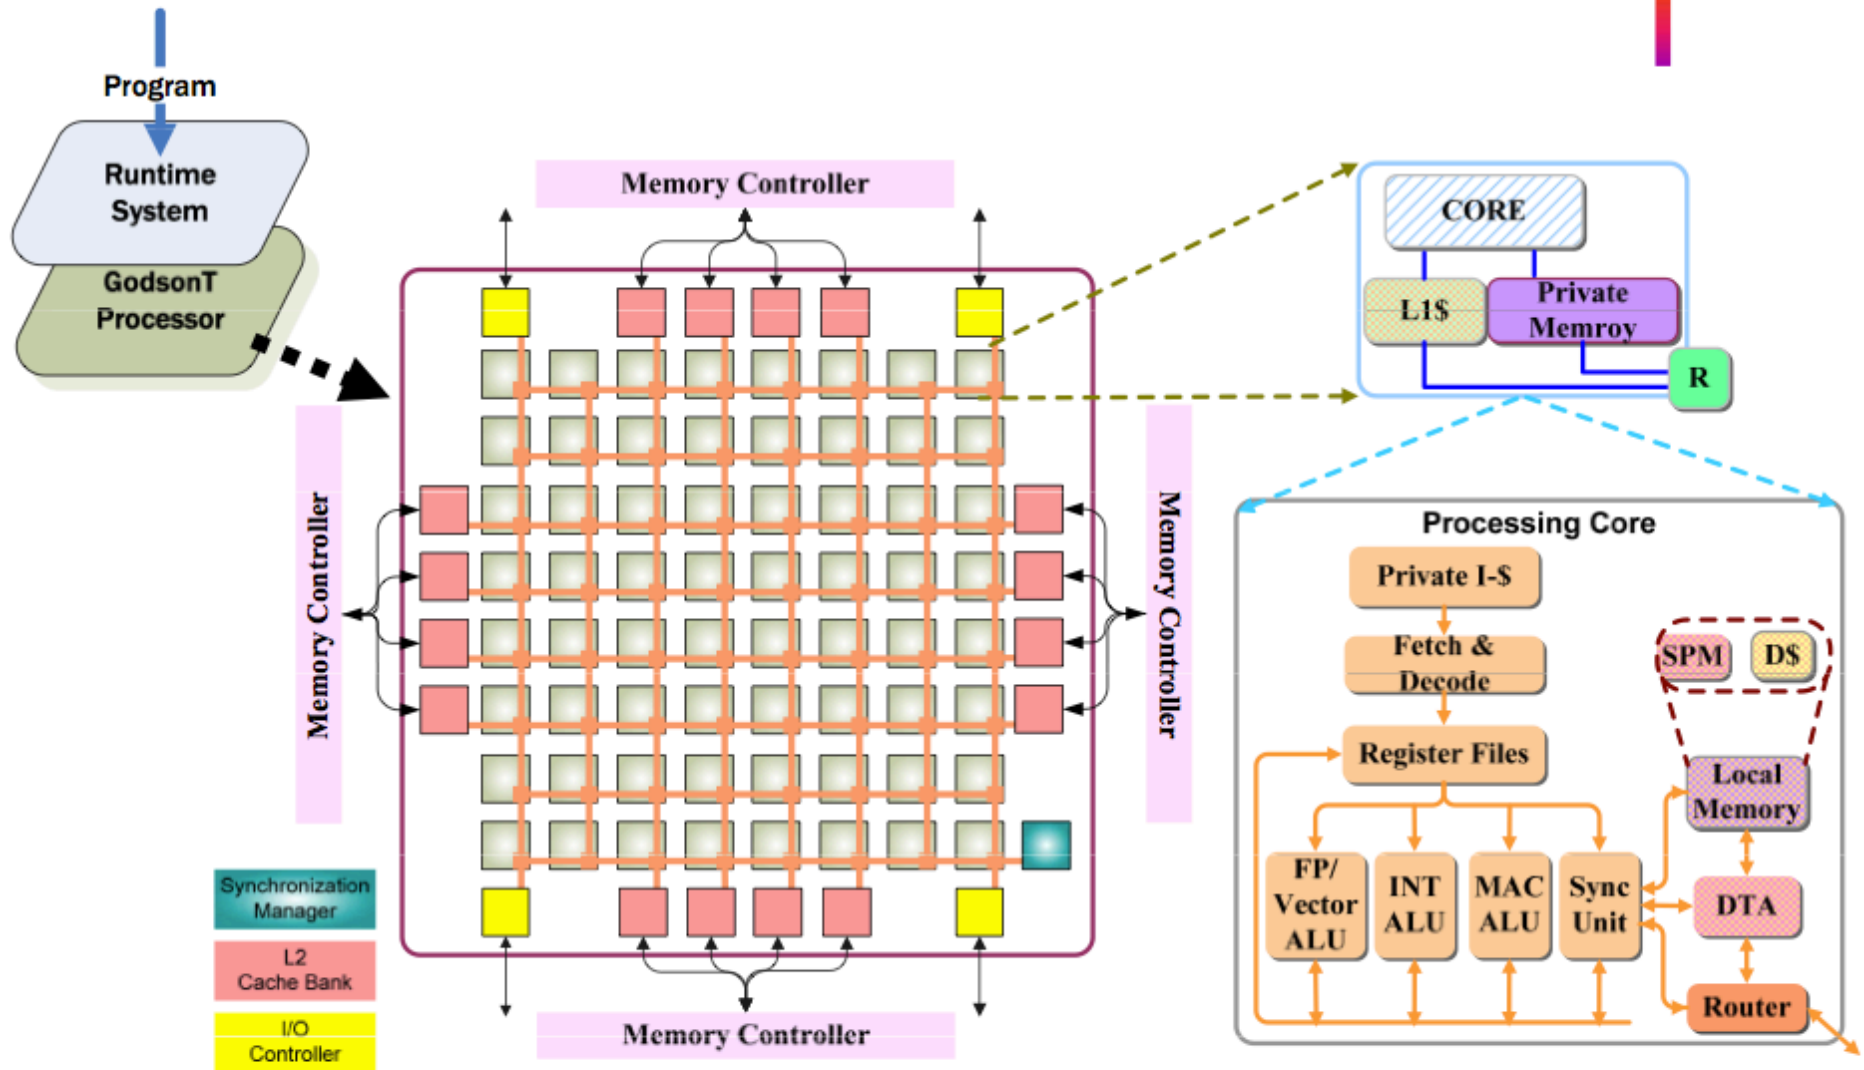 Program
Runtime
System
GodsonT
Processor
Memory Controller
Memory Controller
Memory Controller
Memory Controller
Synchronization
Manager
L2
Cache Bank
I/O
Controller
CORE
L1$
Private
Memroy
R
Processing Core
Private I-$
Fetch &
Decode
Register Files
FP/
Vector
ALU
INT
ALU
MAC
ALU
Sync
Unit
SPM
D$
Local
Memory
DTA
Router